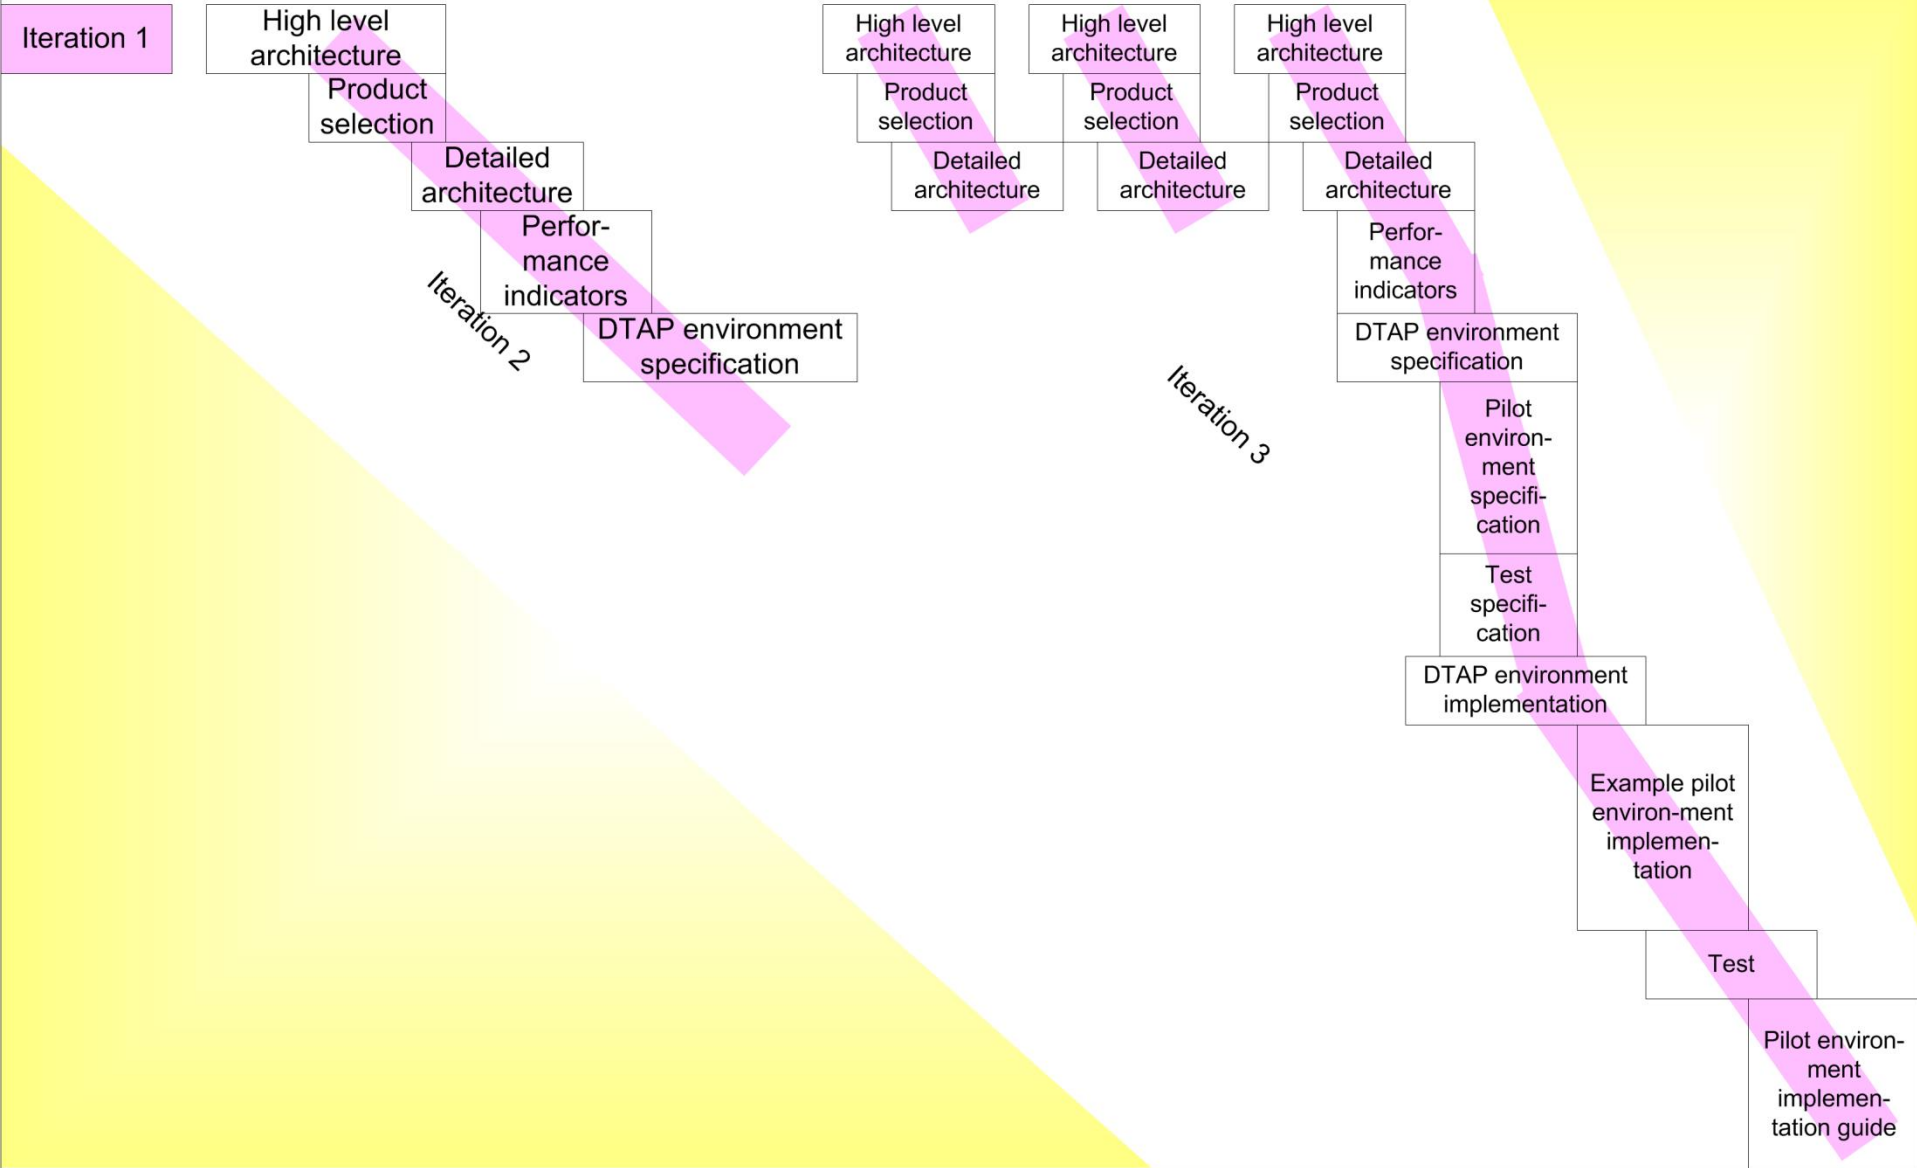 Iteration 1
High level
architecture
Product
selection
Detailed
architecture
Perfor-
mance
indicators
DTAP environment
specification
Iteration 2
High level
architecture
Product
selection
Detailed
architecture
High level
architecture
Product
selection
Detailed
architecture
Iteration 3
High level
architecture
Product
selection
Detailed
architecture
Perfor-
mance
indicators
DTAP environment
specification
Pilot
environ-
ment
specifi-
cation
Test
specifi-
cation
DTAP environment
implementation
Example pilot
environ-ment
implemen-
tation
Test
Pilot environ-
ment
implemen-
tation guide